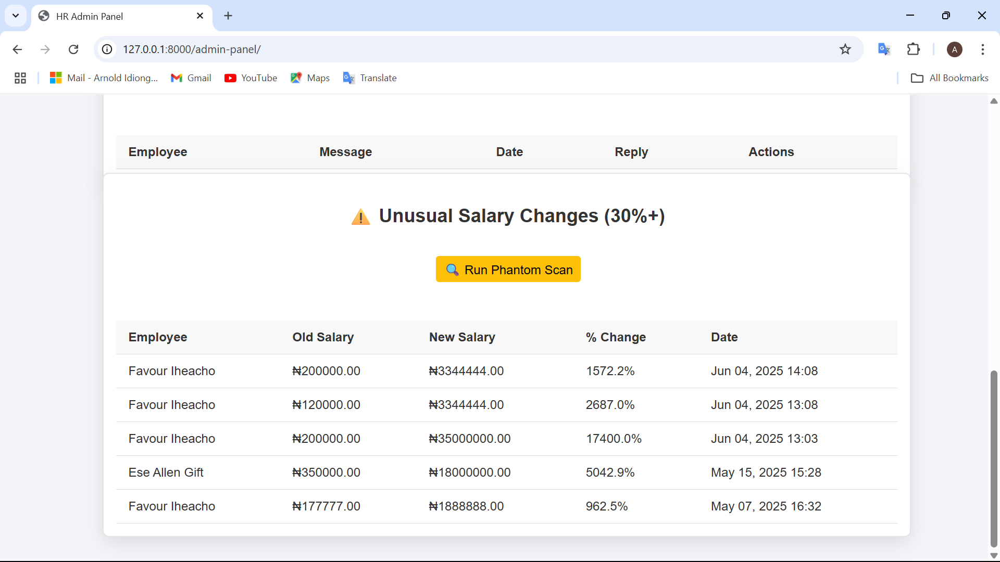 HR Admin Panel
127.0.0.1:8000/admin-panel/
A
Mail - Arnold Idiong... Gmail YouTube Maps Translate All Bookmarks
Employee Message Date Reply Actions
Unusual Salary Changes (30%+)
Run Phantom Scan
Employee Old Salary New Salary % Change Date
Favour Iheacho ₦200000.00 ₦3344444.00 1572.2% Jun 04, 2025 14:08
Favour Iheacho ₦120000.00 ₦3344444.00 2687.0% Jun 04, 2025 13:08
Favour Iheacho ₦200000.00 ₦35000000.00 17400.0% Jun 04, 2025 13:03
Ese Allen Gift ₦350000.00 ₦18000000.00 5042.9% May 15, 2025 15:28
Favour Iheacho ₦177777.00 ₦1888888.00 962.5% May 07, 2025 16:32